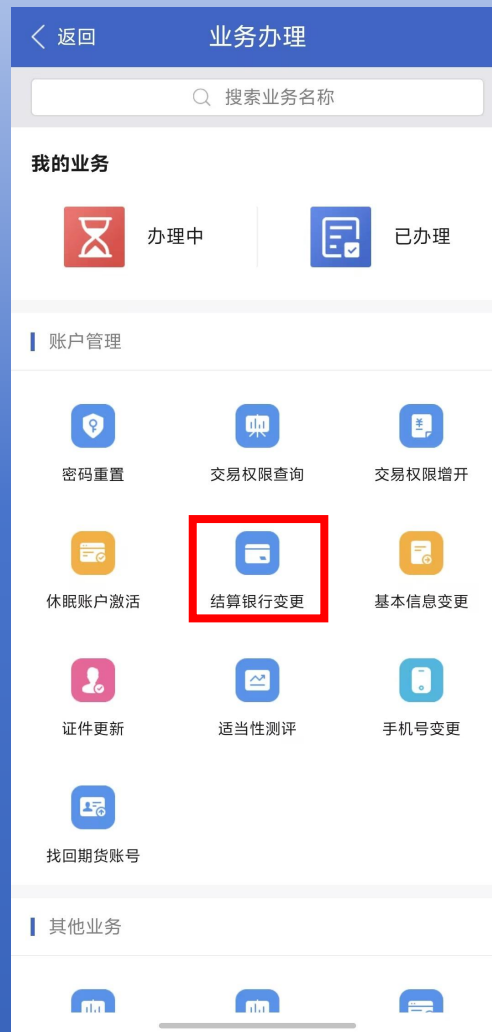 返回
业务办理
搜索业务名称
我的业务
办理中
已办理
账户管理
密码重置
交易权限查询
交易权限增开
休眠账户激活
结算银行变更
基本信息变更
证件更新
适当性测评
手机号变更
找回期货账号
其他业务